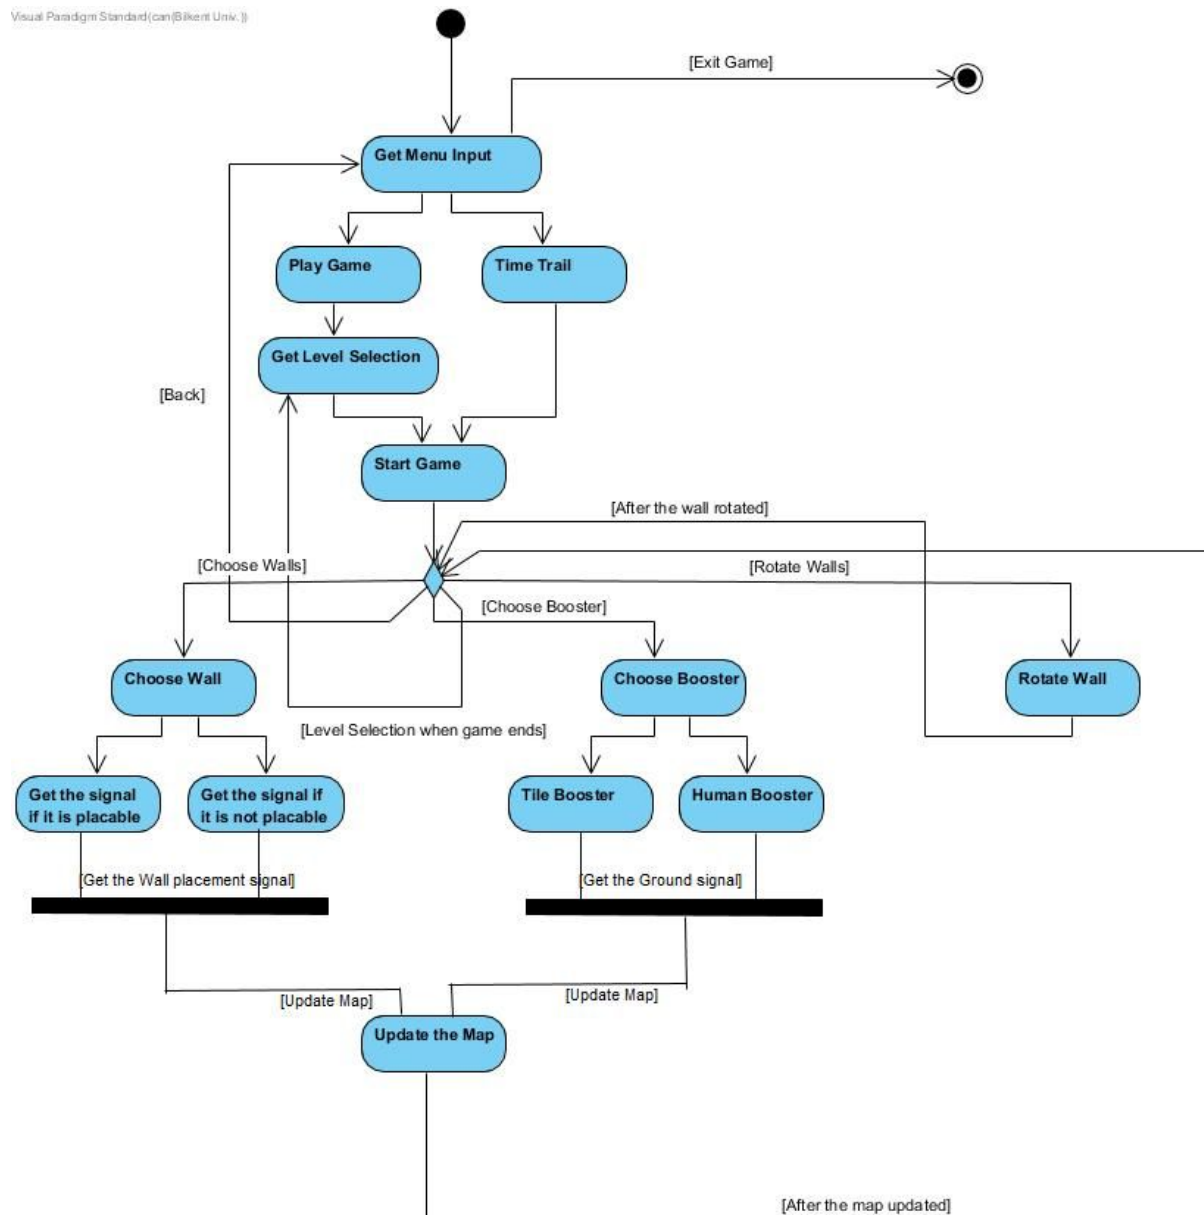 Visual Paradigm Standard(can(Bilkent Univ.))
[Exit Game]
Get Menu Input
Play Game
Time Trail
Get Level Selection
[Back]
Start Game
[After the wall rotated]
[Choose Walls]
[Rotate Walls]
[Choose Booster]
Choose Wall
Choose Booster
Rotate Wall
[Level Selection when game ends]
Get the signal
if it is placable
Get the signal if
it is not placable
Tile Booster
Human Booster
[Get the Wall placement signal]
[Get the Ground signal]
[Update Map]
[Update Map]
Update the Map
[After the map updated]